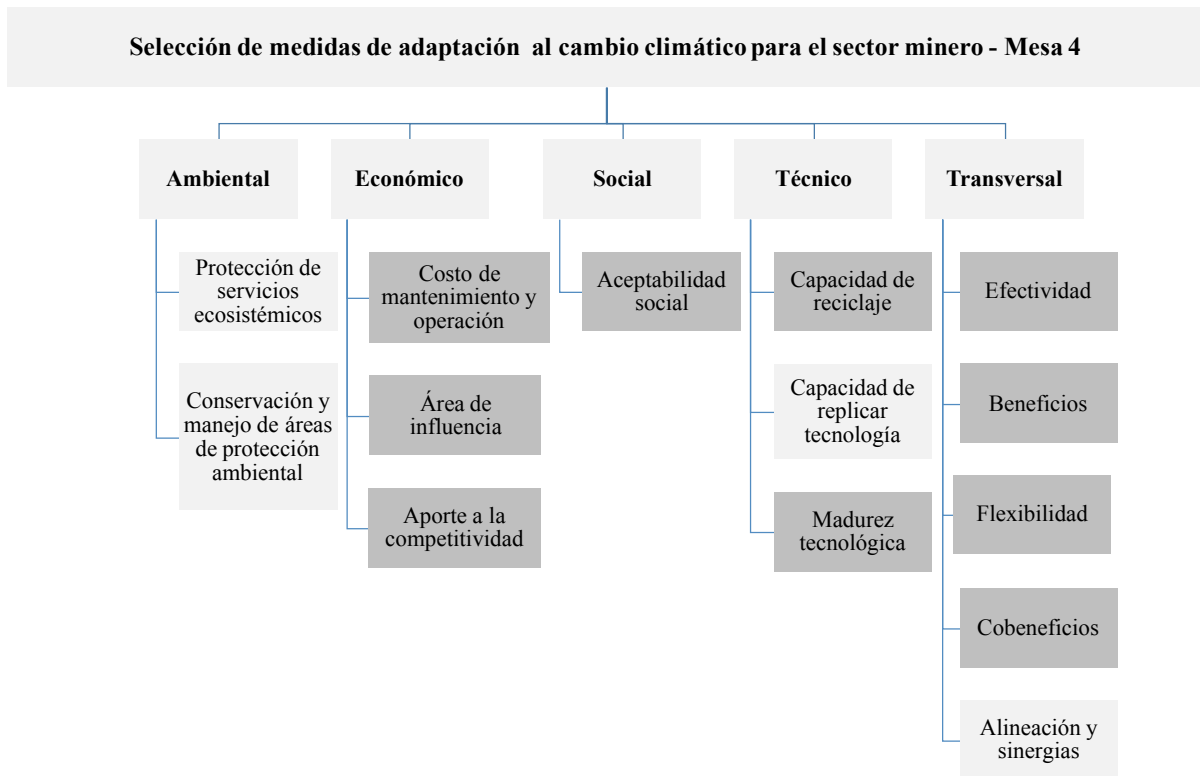 Selección de medidas de adaptación al cambio climático para el sector minero - Mesa 4
Ambiental
Económico
Social
Técnico
Transversal
Protección de
servicios
ecosistémicos
Conservación y
manejo de áreas
de protección
ambiental
Costo de
mantenimiento y
operación
Área de
influencia
Aporte a la
competitividad
Aceptabilidad
social
Capacidad de
reciclaje
Capacidad de
replicar
tecnología
Madurez
tecnológica
Efectividad
Beneficios
Flexibilidad
Cobeneficios
Alineación y
sinergias